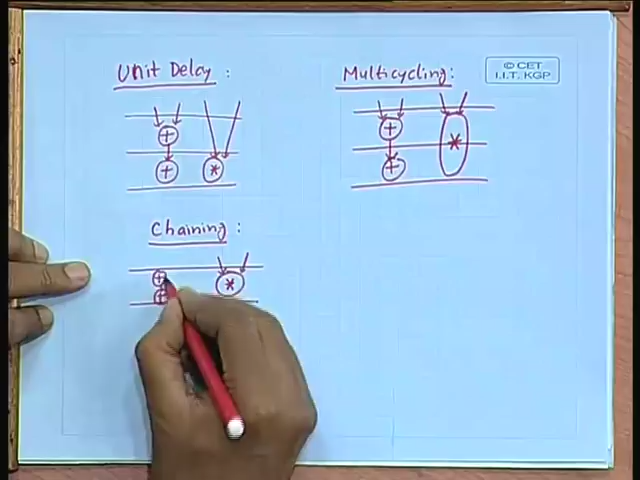 Unit Delay :
Multicycling :
© CET
I.I.T. KGP
+
+ *
+
+
*
Chaining :
+
+
*